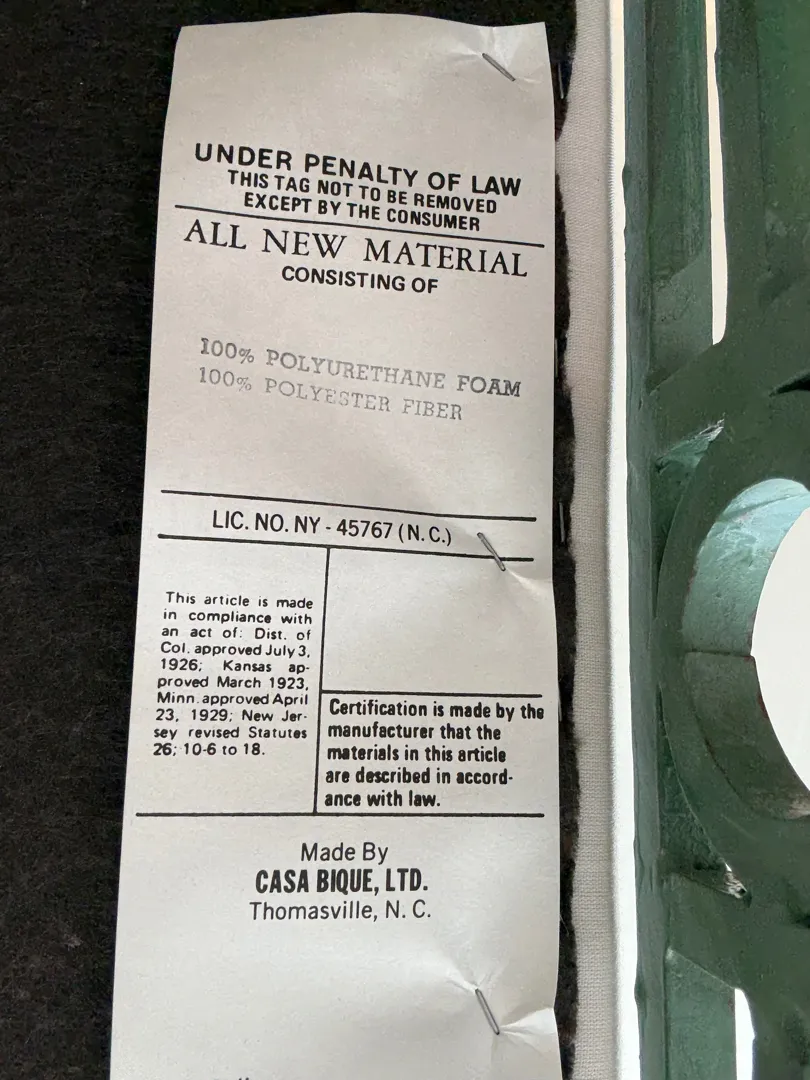 UNDER PENALTY OF LAW
THIS TAG NOT TO BE REMOVED
EXCEPT BY THE CONSUMER
ALL NEW MATERIAL
CONSISTING OF
100% POLYURETHANE FOAM
100% POLYESTER FIBER
LIC. NO. NY - 45767 (N.C.)
This article is made
in compliance with
an act of: Dist. of
Col. approved July 3,
1926; Kansas ap-
proved March 1923,
Minn. approved April
23, 1929; New Jer-
sey revised Statutes
26; 10-6 to 18.
Certification is made by the
manufacturer that the
materials in this article
are described in accord-
ance with law.
Made By
CASA BIQUE, LTD.
Thomasville, N. C.